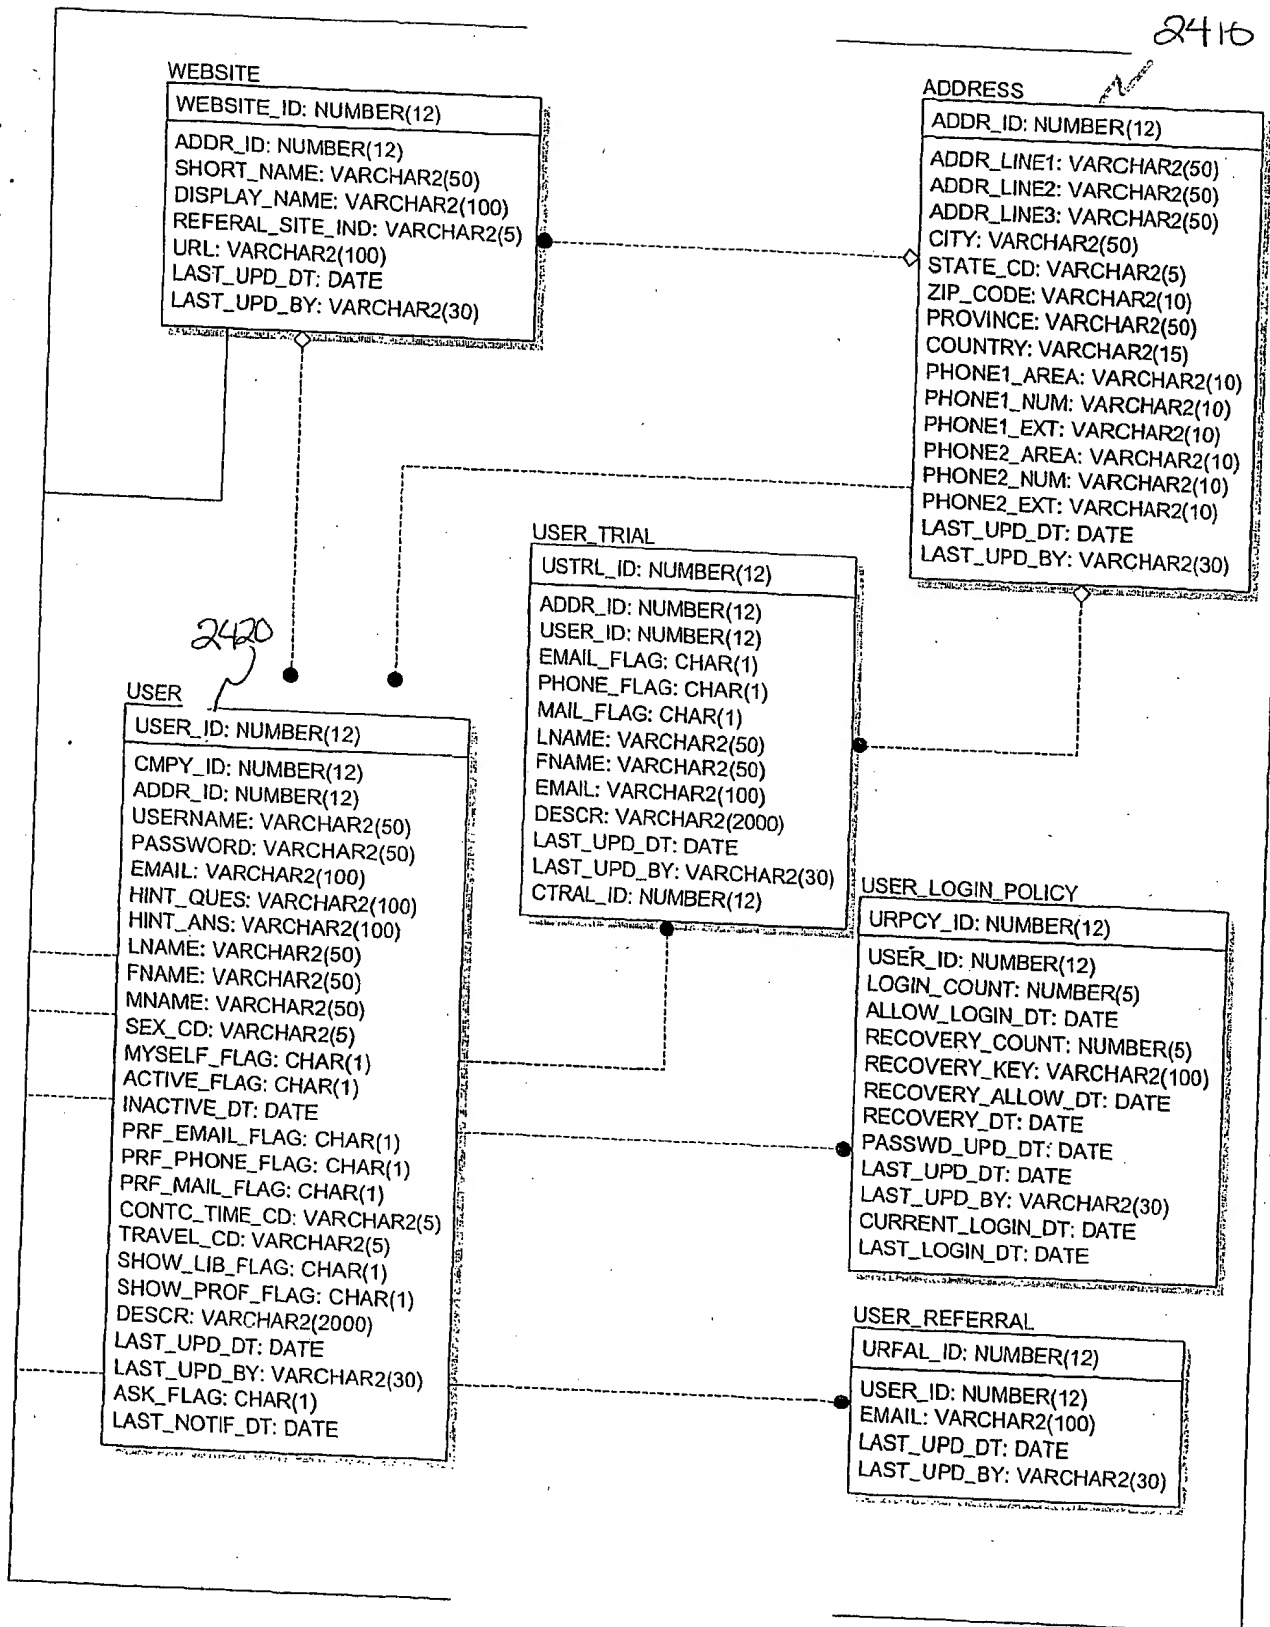 2410
WEBSITE
WEBSITE_ID: NUMBER(12)
ADDR_ID: NUMBER(12)
SHORT_NAME: VARCHAR2(50)
DISPLAY_NAME: VARCHAR2(100)
REFERAL_SITE_IND: VARCHAR2(5)
URL: VARCHAR2(100)
LAST_UPD_DT: DATE
LAST_UPD_BY: VARCHAR2(30)
ADDRESS
ADDR_ID: NUMBER(12)
ADDR_LINE1: VARCHAR2(50)
ADDR_LINE2: VARCHAR2(50)
ADDR_LINE3: VARCHAR2(50)
CITY: VARCHAR2(50)
STATE_CD: VARCHAR2(5)
ZIP_CODE: VARCHAR2(10)
PROVINCE: VARCHAR2(50)
COUNTRY: VARCHAR2(15)
PHONE1_AREA: VARCHAR2(10)
PHONE1_NUM: VARCHAR2(10)
PHONE1_EXT: VARCHAR2(10)
PHONE2_AREA: VARCHAR2(10)
PHONE2_NUM: VARCHAR2(10)
PHONE2_EXT: VARCHAR2(10)
LAST_UPD_DT: DATE
LAST_UPD_BY: VARCHAR2(30)
USER_TRIAL
USTRL_ID: NUMBER(12)
ADDR_ID: NUMBER(12)
USER_ID: NUMBER(12)
EMAIL_FLAG: CHAR(1)
PHONE_FLAG: CHAR(1)
MAIL_FLAG: CHAR(1)
LNAME: VARCHAR2(50)
FNAME: VARCHAR2(50)
EMAIL: VARCHAR2(100)
DESCR: VARCHAR2(2000)
LAST_UPD_DT: DATE
LAST_UPD_BY: VARCHAR2(30)
CTRAL_ID: NUMBER(12)
2420
USER
USER_ID: NUMBER(12)
CMPY_ID: NUMBER(12)
ADDR_ID: NUMBER(12)
USERNAME: VARCHAR2(50)
PASSWORD: VARCHAR2(50)
EMAIL: VARCHAR2(100)
HINT_QUES: VARCHAR2(100)
HINT_ANS: VARCHAR2(100)
LNAME: VARCHAR2(50)
FNAME: VARCHAR2(50)
MNAME: VARCHAR2(50)
SEX_CD: VARCHAR2(5)
MYSELF_FLAG: CHAR(1)
ACTIVE_FLAG: CHAR(1)
INACTIVE_DT: DATE
PRF_EMAIL_FLAG: CHAR(1)
PRF_PHONE_FLAG: CHAR(1)
PRF_MAIL_FLAG: CHAR(1)
CONTC_TIME_CD: VARCHAR2(5)
TRAVEL_CD: VARCHAR2(5)
SHOW_LIB_FLAG: CHAR(1)
SHOW_PROF_FLAG: CHAR(1)
DESCR: VARCHAR2(2000)
LAST_UPD_DT: DATE
LAST_UPD_BY: VARCHAR2(30)
ASK_FLAG: CHAR(1)
LAST_NOTIF_DT: DATE
USER_LOGIN_POLICY
URPCY_ID: NUMBER(12)
USER_ID: NUMBER(12)
LOGIN_COUNT: NUMBER(5)
ALLOW_LOGIN_DT: DATE
RECOVERY_COUNT: NUMBER(5)
RECOVERY_KEY: VARCHAR2(100)
RECOVERY_ALLOW_DT: DATE
RECOVERY_DT: DATE
PASSWD_UPD_DT: DATE
LAST_UPD_DT: DATE
LAST_UPD_BY: VARCHAR2(30)
CURRENT_LOGIN_DT: DATE
LAST_LOGIN_DT: DATE
USER_REFERRAL
URFAL_ID: NUMBER(12)
USER_ID: NUMBER(12)
EMAIL: VARCHAR2(100)
LAST_UPD_DT: DATE
LAST_UPD_BY: VARCHAR2(30)